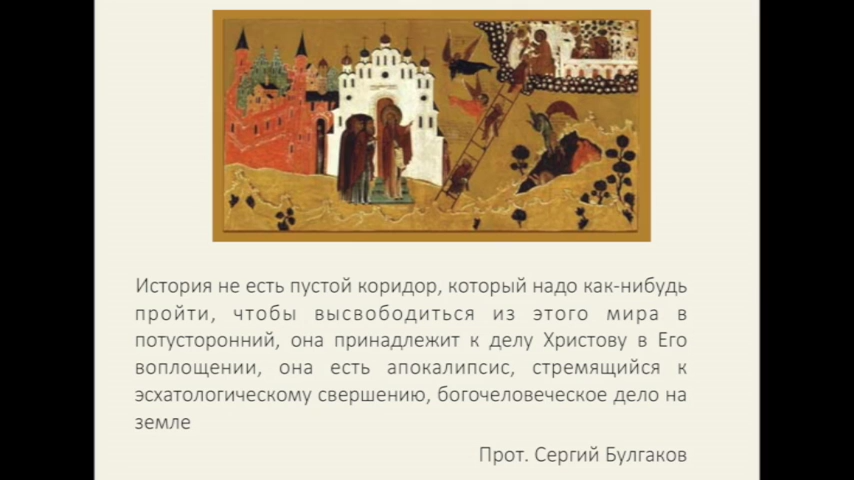 История не есть пустой коридор, который надо как-нибудь
пройти, чтобы высвободиться из этого мира в
потусторонний, она принадлежит к делу Христову в Его
воплощении, она есть апокалипсис, стремящийся к
эсхатологическому свершению, богочеловеческое дело на
земле
Прот. Сергий Булгаков